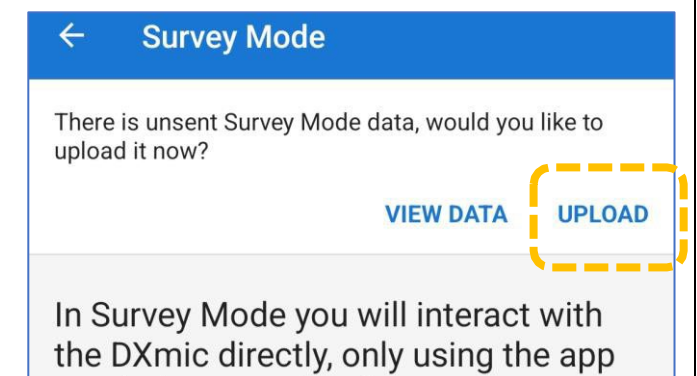 Survey Mode
There is unsent Survey Mode data, would you like to
upload it now?
VIEW DATA UPLOAD
In Survey Mode you will interact with
the DXmic directly, only using the app